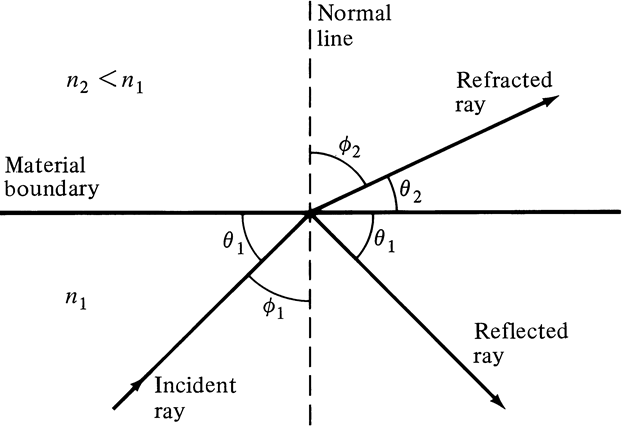 Normal
line
n₂ < n₁
Refracted
ray
ϕ₂
Material
boundary
θ₂
θ₁
θ₁
n₁
ϕ₁
Reflected
ray
Incident
ray